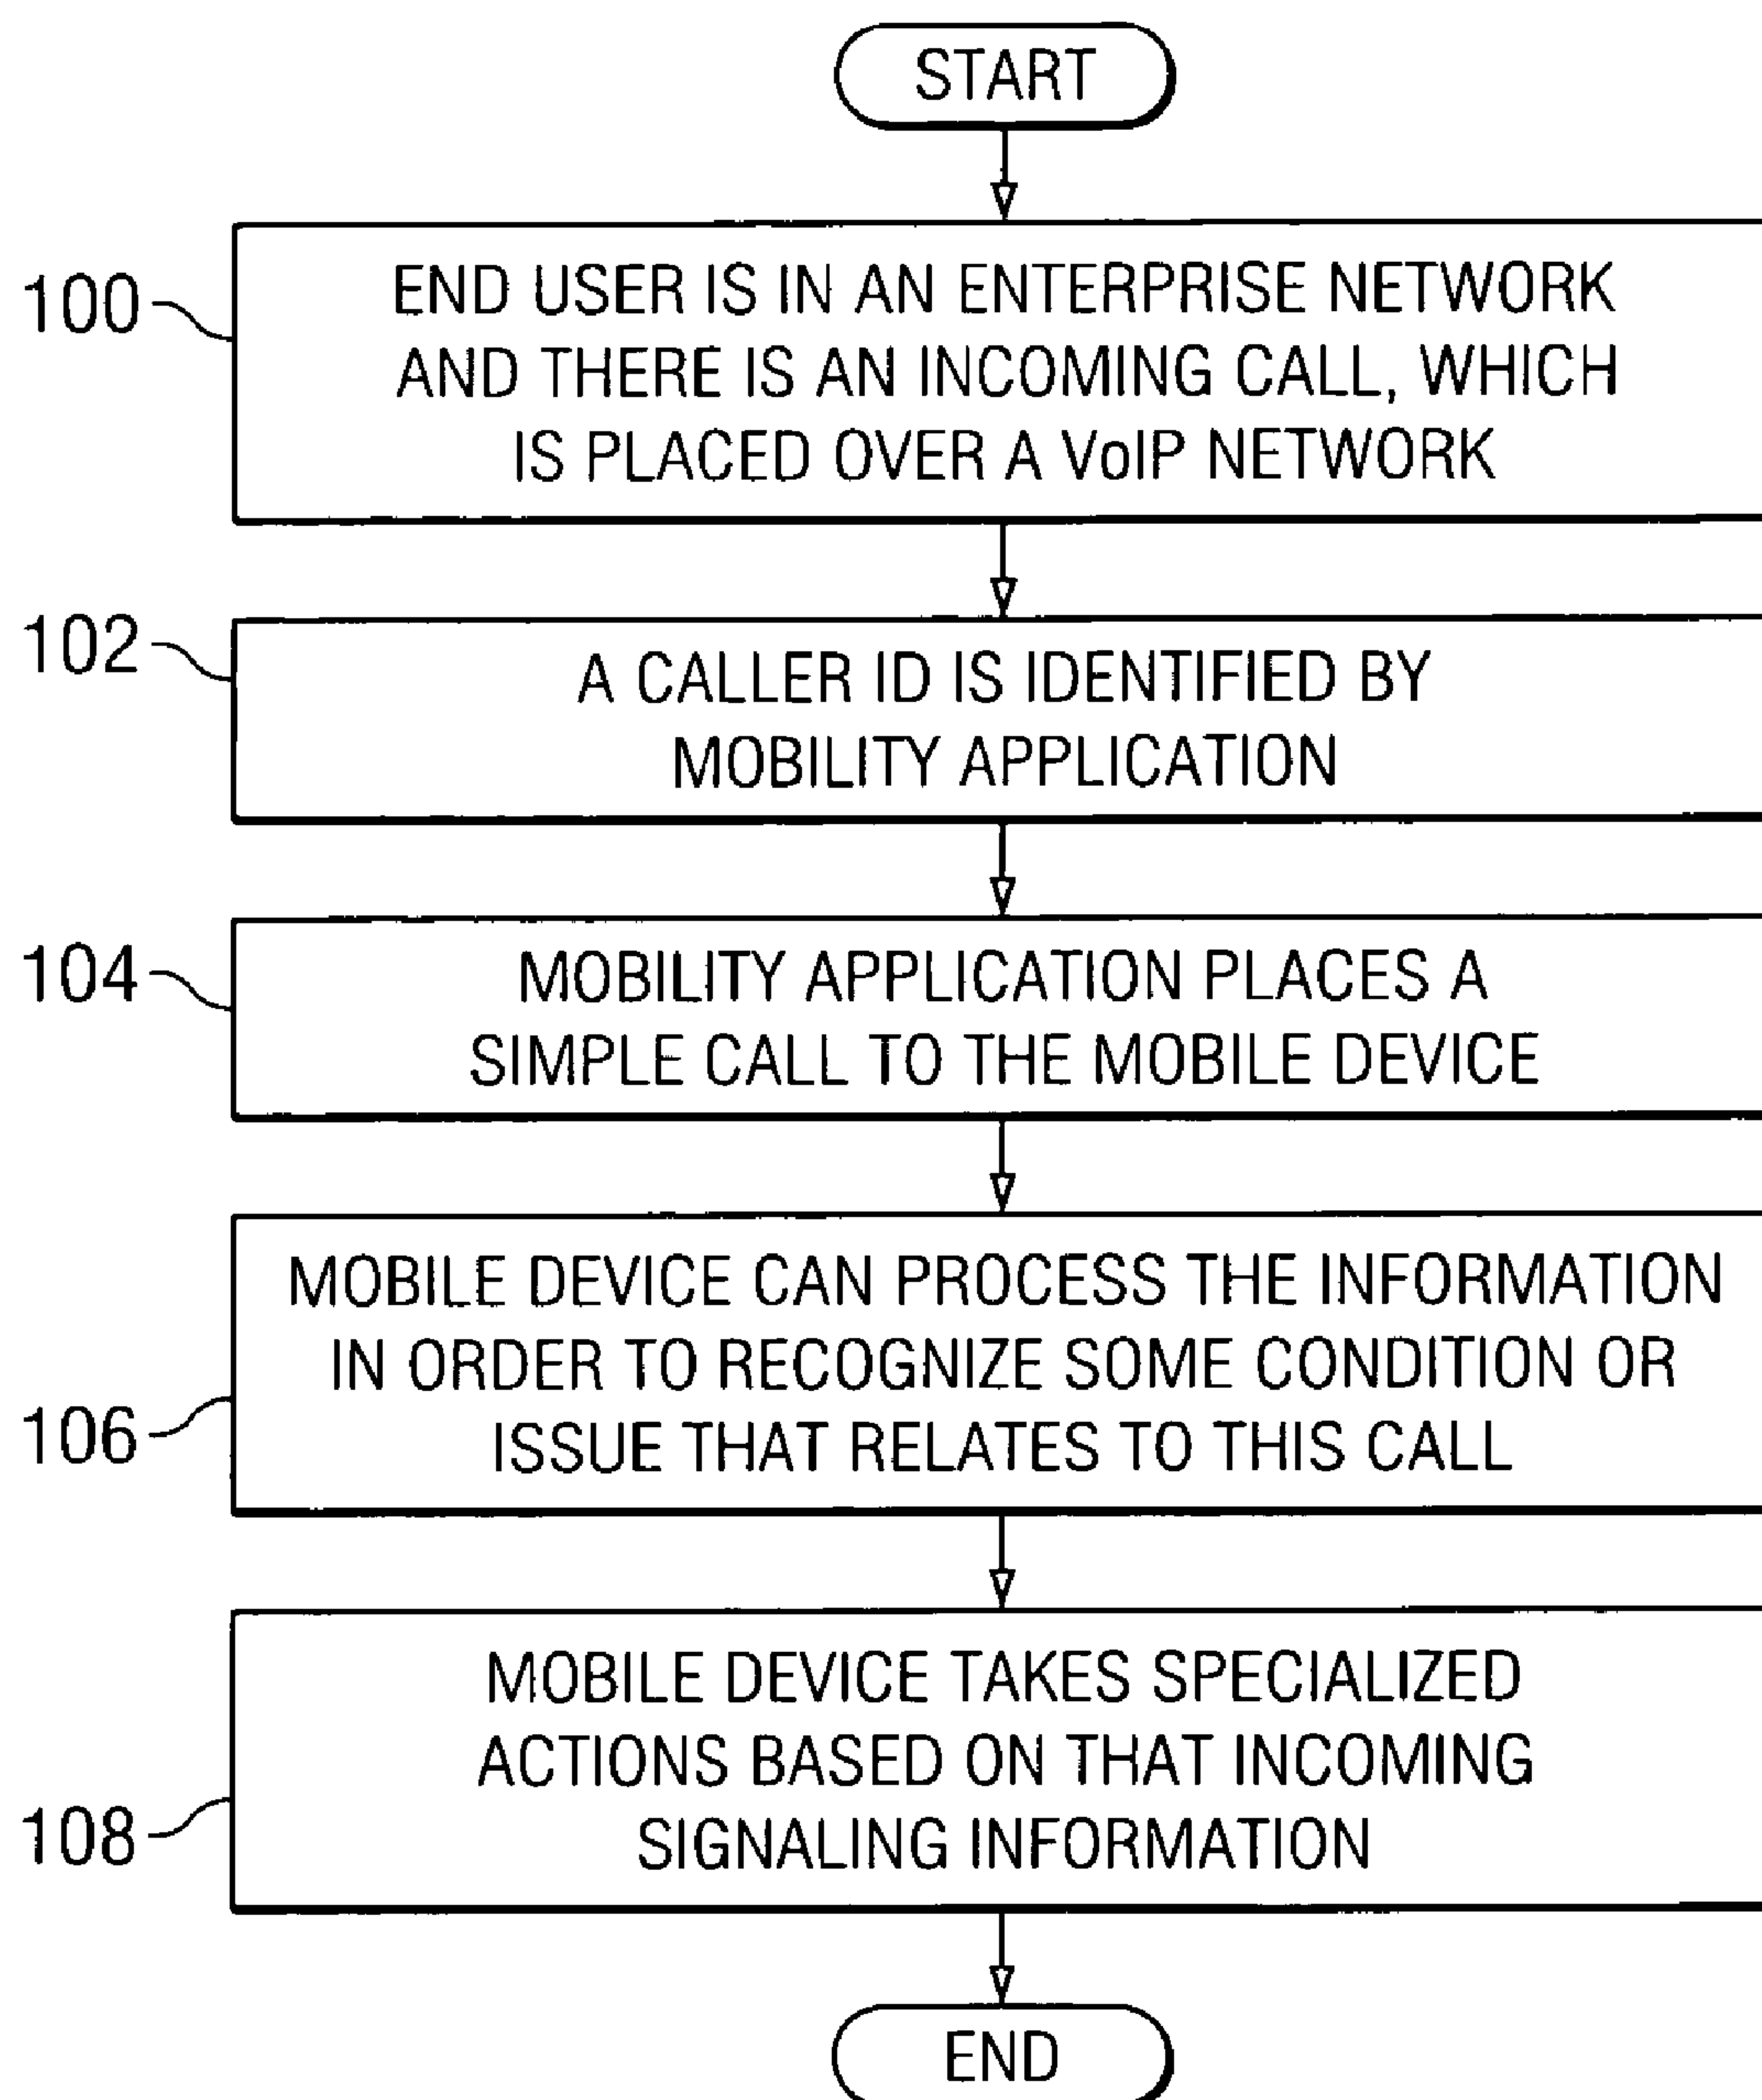 START
100
END USER IS IN AN ENTERPRISE NETWORK
AND THERE IS AN INCOMING CALL, WHICH
IS PLACED OVER A VoIP NETWORK
102
A CALLER ID IS IDENTIFIED BY
MOBILITY APPLICATION
104
MOBILITY APPLICATION PLACES A
SIMPLE CALL TO THE MOBILE DEVICE
106
MOBILE DEVICE CAN PROCESS THE INFORMATION
IN ORDER TO RECOGNIZE SOME CONDITION OR
ISSUE THAT RELATES TO THIS CALL
108
MOBILE DEVICE TAKES SPECIALIZED
ACTIONS BASED ON THAT INCOMING
SIGNALING INFORMATION
END